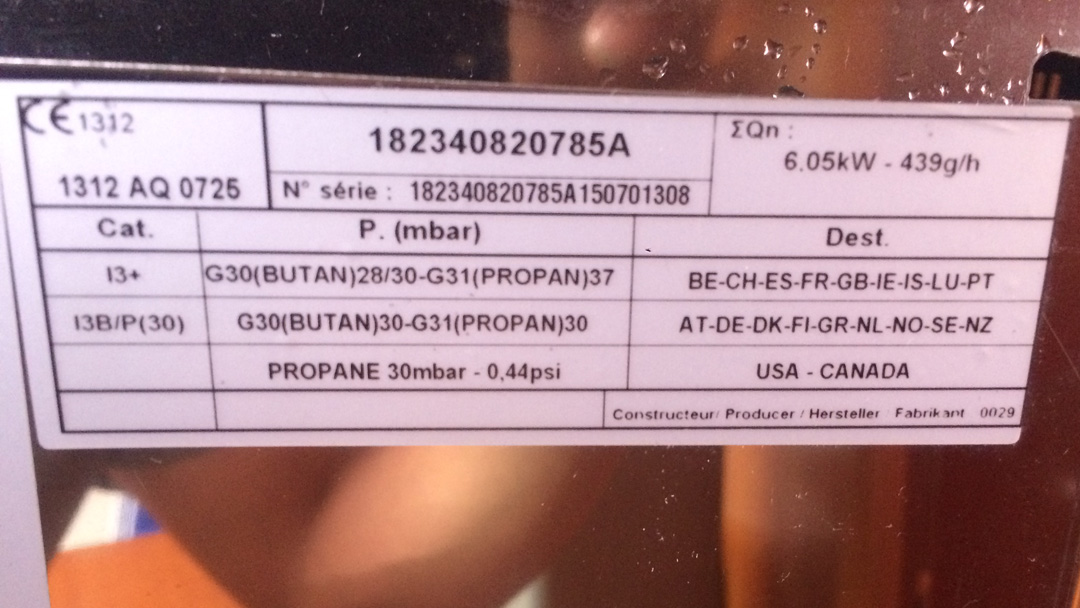 CE 1312
1312 AQ 0725
182340820785A
N° série : 182340820785A150701308
ΣQn :
6.05kW - 439g/h
Cat. P. (mbar) Dest.
I3+ G30(BUTAN)28/30-G31(PROPAN)37 BE-CH-ES-FR-GB-IE-IS-LU-PT
I3B/P(30) G30(BUTAN)30-G31(PROPAN)30 AT-DE-DK-FI-GR-NL-NO-SE-NZ
PROPANE 30mbar - 0,44psi USA - CANADA
Constructeur/ Producer / Hersteller Fabrikant 0029